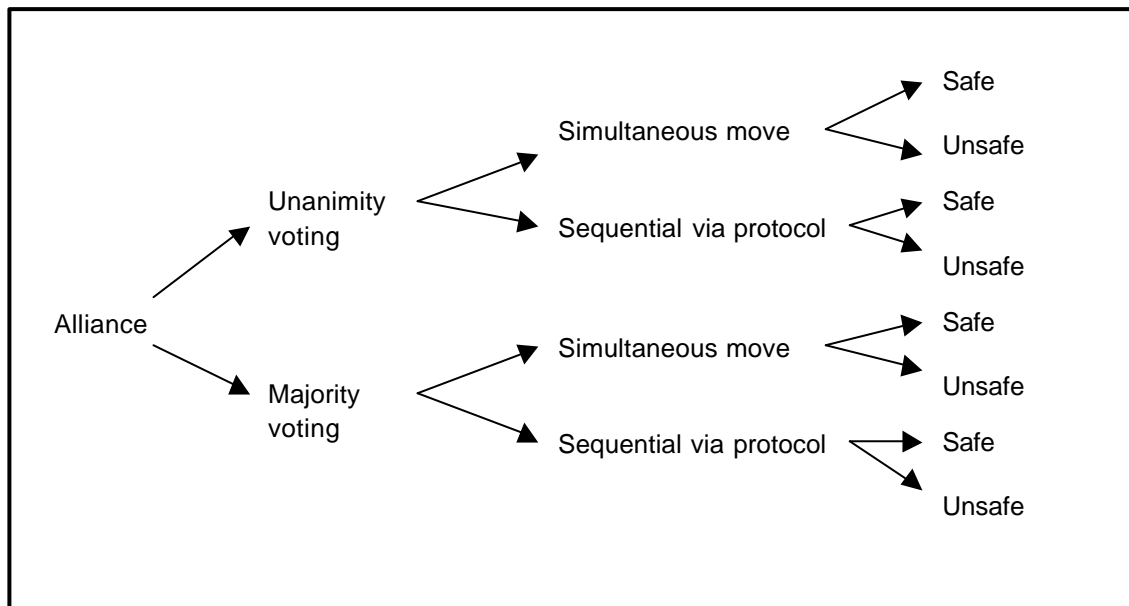 Safe
Simultaneous move
Unsafe
Unanimity
voting
Safe
Sequential via protocol
Unsafe
Alliance
Safe
Simultaneous move
Unsafe
Majority
voting
Safe
Sequential via protocol
Unsafe